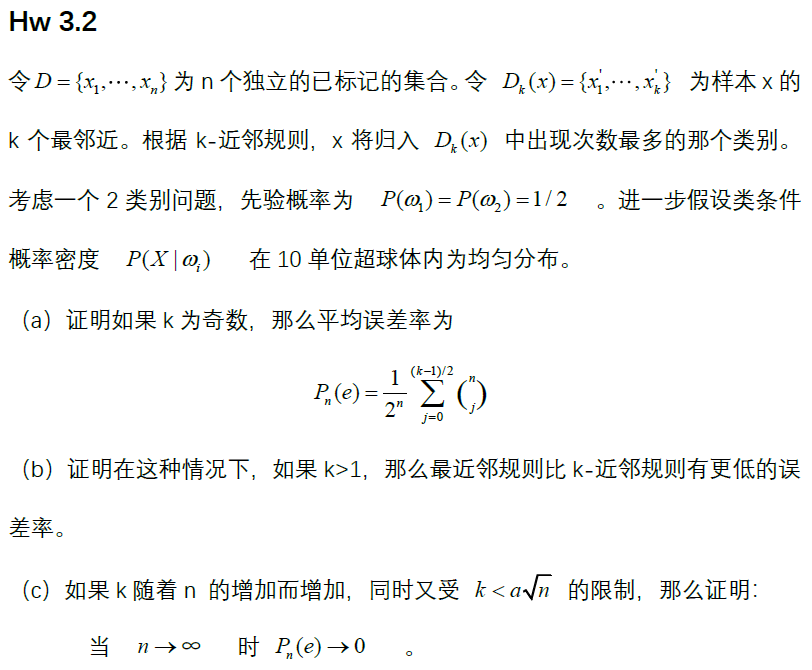 Hw 3.2
令 D = {x₁,⋯,xₙ} 为 n 个独立的已标记的集合。令 Dₖ(x) = {x₁',⋯,xₖ'} 为样本 x 的
k 个最邻近。根据 k-近邻规则，x 将归入 Dₖ(x) 中出现次数最多的那个类别。
考虑一个 2 类别问题，先验概率为 P(ω₁) = P(ω₂) = 1/2 。进一步假设类条件
概率密度 P(X | ωᵢ) 在 10 单位超球体内为均匀分布。
（a）证明如果 k 为奇数，那么平均误差率为
Pₙ(e) = \frac{1}{2^n} \sum_{j=0}^{(k-1)/2} \binom{n}{j}
（b）证明在这种情况下，如果 k>1，那么最近邻规则比 k-近邻规则有更低的误
差率。
（c）如果 k 随着 n 的增加而增加，同时又受 k < a√n 的限制，那么证明：
当 n → ∞ 时 Pₙ(e) → 0 。